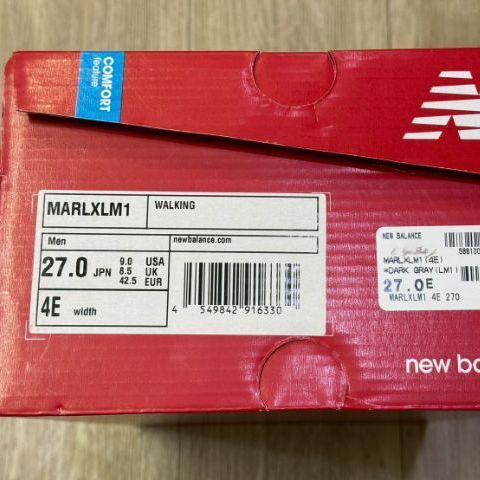 COMFORT
feature
MARLXLM1
WALKING
Men
newbalance.com
27.0 JPN
9.0 USA
8.5 UK
42.5 EUR
4E width
4 549842 916330
NEW BALANCE
586100
MARLXLM1(4E)
*DARK GRAY(LM1)
27.0E
MARLXLM1 4E 270
new ba